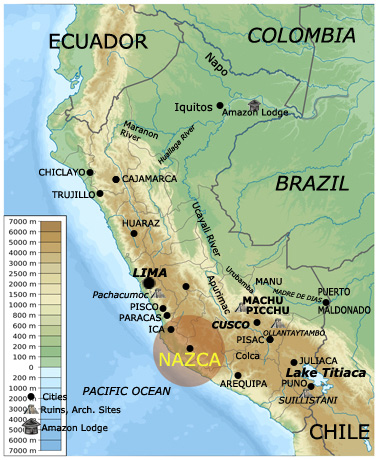 ECUADOR
COLOMBIA
Napo
Iquitos
Amazon Lodge
Maranon
River
Huallaga River
CHICLAYO
CAJAMARCA
BRAZIL
TRUJILLO
Ucayali River
HUARAZ
7000 m
6000 m
5000 m
4000 m
3000 m
2500 m
2000 m
1500 m
1000 m
500 m
200 m
100 m
0
200 m
1000 m
2000 m
3000 m
4000 m
5000 m
6000 m
7000 m
LIMA
Pachacumoc
Apurimac
Urubamba
MANU
MADRE DE DIAS
PUERTO
MALDONADO
MACHU
PICCHU
PISCO
PARACAS
ICA
CUSCO
OLLANTAYTAMBO
PISAC
NAZCA
Colca
JULIACA
Lake Titiaca
AREQUIPA
PUNO
SUILLISTANI
PACIFIC OCEAN
Cities
Ruins, Arch. Sites
Amazon Lodge
CHILE